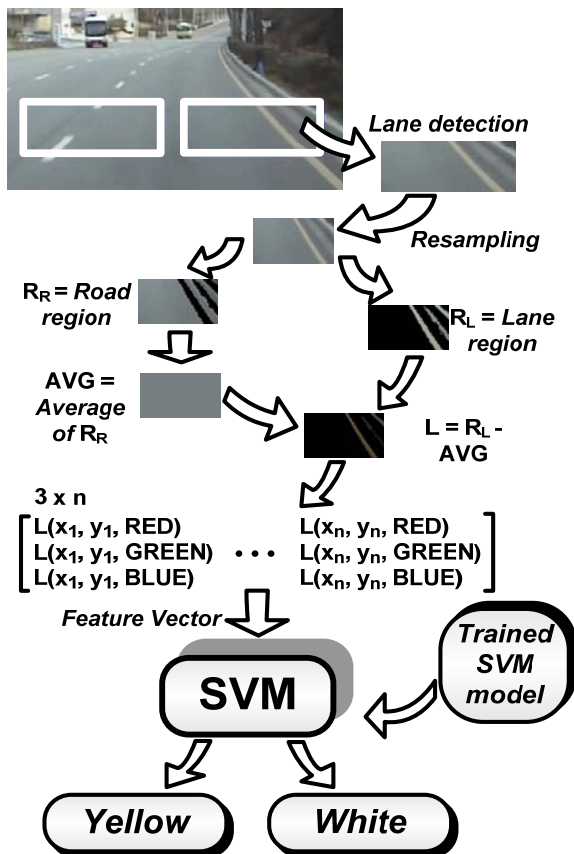 Lane detection
Resampling
R_R = Road
region
R_L = Lane
region
AVG =
Average
of R_R
L = R_L -
AVG
3 x n
L(x_1, y_1, RED)
L(x_1, y_1, GREEN)
L(x_1, y_1, BLUE)
• • •
L(x_n, y_n, RED)
L(x_n, y_n, GREEN)
L(x_n, y_n, BLUE)
Feature Vector
Trained
SVM
model
SVM
Yellow
White